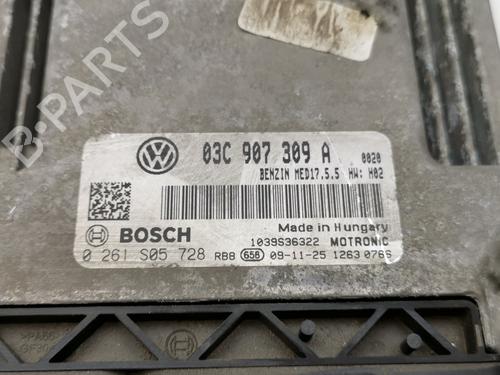 03C 907 309 A 0020
BENZIN MED17.5.5 HW: H02
Made in Hungary
BOSCH 1039S36322 MOTRONIC
0 261 S05 728 RBB 658 09-11-25 1263 0766
B-PARTS